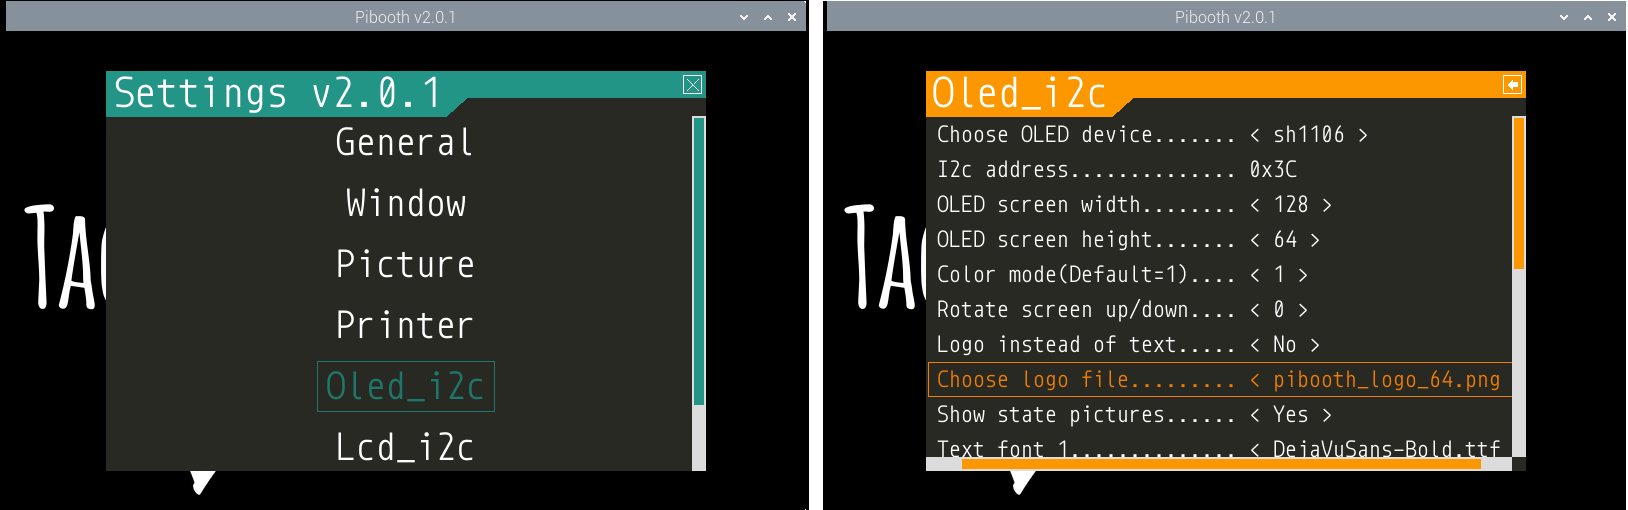 Pibooth v2.0.1
Settings v2.0.1
General
Window
Picture
Printer
Oled_i2c
Lcd_i2c
Pibooth v2.0.1
Oled_i2c
Choose OLED device....... < sh1106 >
I2c address.............. 0x3C
OLED screen width........ < 128 >
OLED screen height....... < 64 >
Color mode(Default=1).... < 1 >
Rotate screen up/down.... < 0 >
Logo instead of text..... < No >
Choose logo file......... < pibooth_logo_64.png
Show state pictures...... < Yes >
Text font 1.............. < DejaVuSans-Bold.ttf